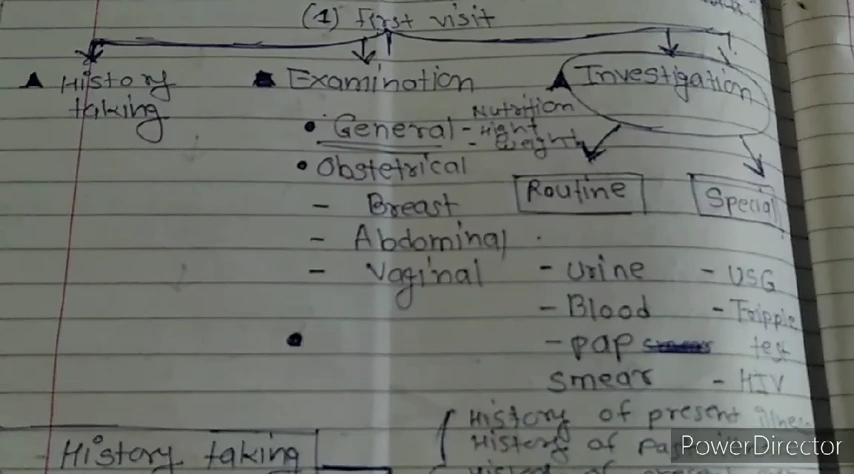 (1) First visit
History taking
Examination
Investigation
• General - Nutrition
- Hight
- weight
• Obstetrical
- Breast
- Abdominal
- Vaginal
Routine
- Urine
- Blood
- pap
smear
Special
- USG
- Tripple
test
- HIV
History taking
History of present illness
History of
PowerDirector